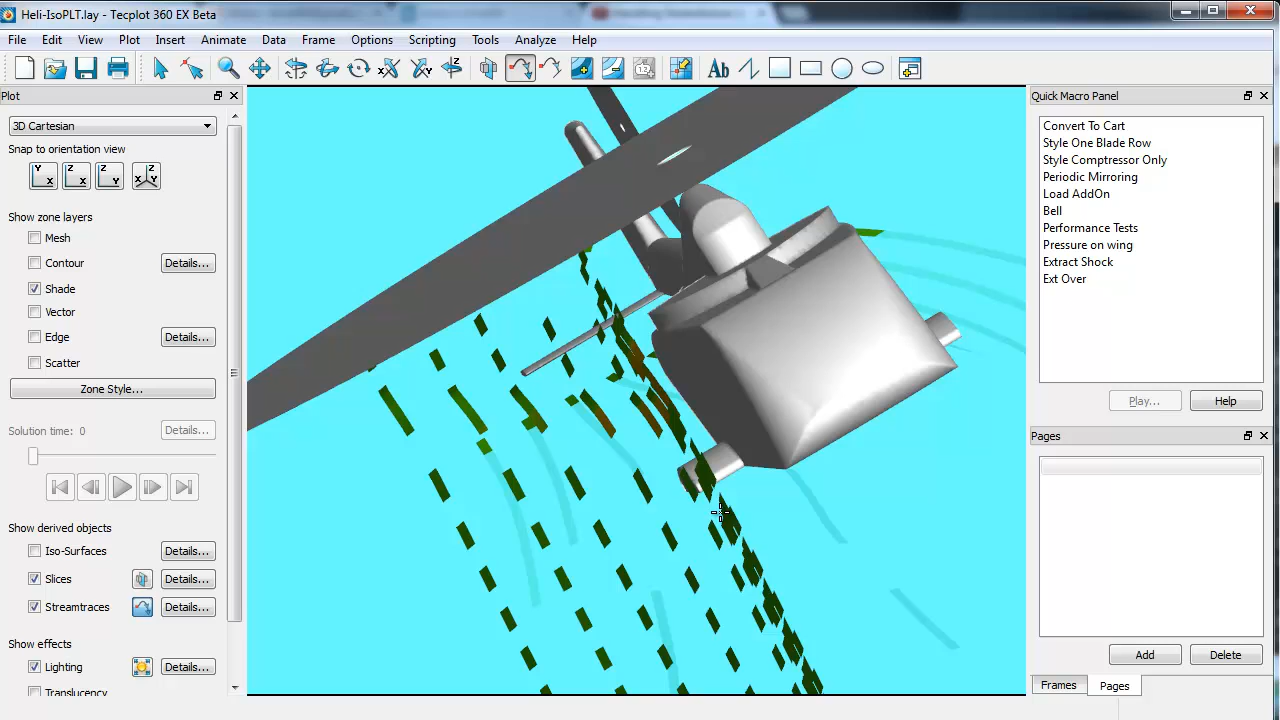 Heli-IsoPLT.lay - Tecplot 360 EX Beta
File Edit View Plot Insert Animate Data Frame Options Scripting Tools Analyze Help
Ab
Plot
3D Cartesian
Snap to orientation view
Y X
Z X
Z Y
X Z Y
Show zone layers
Mesh
Contour Details...
Shade
Vector
Edge Details...
Scatter
Zone Style...
Solution time: 0 Details...
Show derived objects
Iso-Surfaces Details...
Slices Details...
Streamtraces Details...
Show effects
Lighting Details...
Translucency
Quick Macro Panel
Convert To Cart
Style One Blade Row
Style Comptressor Only
Periodic Mirroring
Load AddOn
Bell
Performance Tests
Pressure on wing
Extract Shock
Ext Over
Play... Help
Pages
Add Delete
Frames Pages